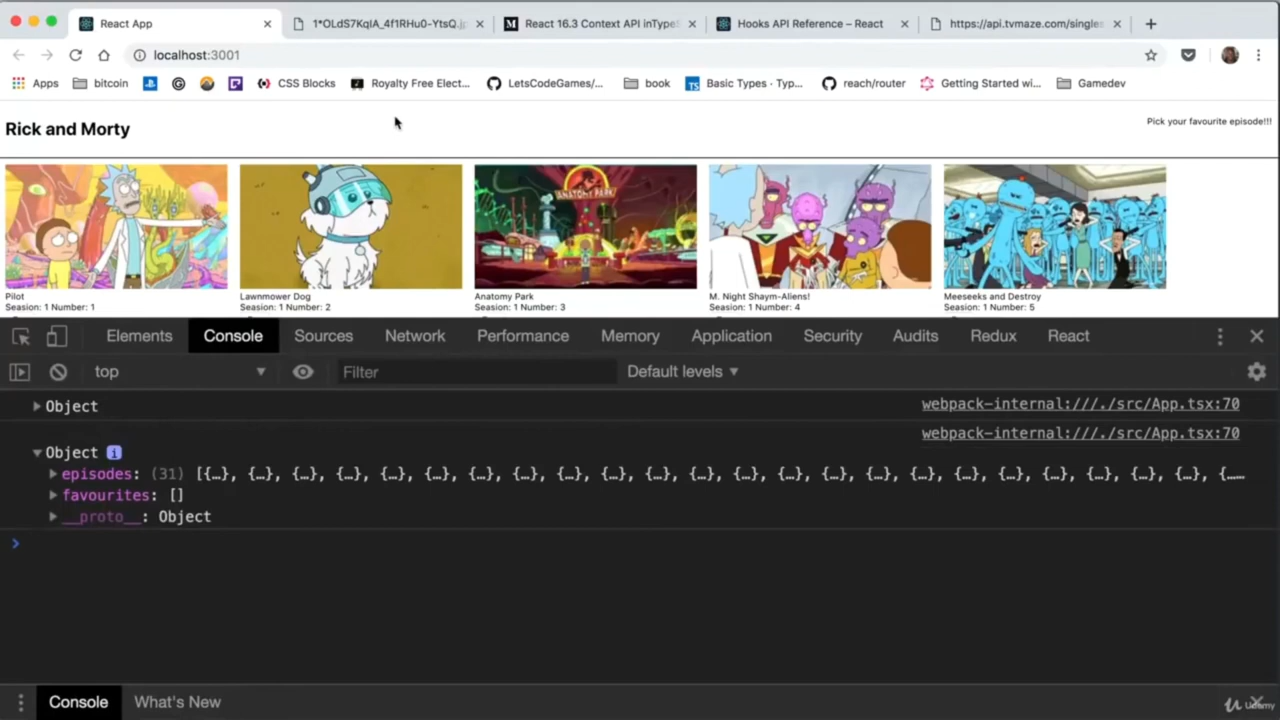 React App
1*OLdS7KqIA_4f1RHu0-YtsQ.jp
React 16.3 Context API inTypeS
Hooks API Reference – React
https://api.tvmaze.com/singles
localhost:3001
Apps
bitcoin
CSS Blocks
Royalty Free Elect...
LetsCodeGames/...
book
TS
Basic Types · Typ...
reach/router
Getting Started wi...
Gamedev
Rick and Morty
Pick your favourite episode!!!
ANATOMY PARK
Pilot
Season: 1 Number: 1
Lawnmower Dog
Season: 1 Number: 2
Anatomy Park
Season: 1 Number: 3
M. Night Shaym-Aliens!
Season: 1 Number: 4
Meeseeks and Destroy
Season: 1 Number: 5
Elements
Console
Sources
Network
Performance
Memory
Application
Security
Audits
Redux
React
top
Filter
Default levels
Object
webpack-internal:///./src/App.tsx:70
webpack-internal:///./src/App.tsx:70
Object i
episodes: (31) [{…}, {…}, {…}, {…}, {…}, {…}, {…}, {…}, {…}, {…}, {…}, {…}, {…}, {…}, {…}, {…}, {…}, {…}, {…}, {…}, {…}, {…}, {…}, {……
favourites: []
__proto__: Object
Console
What's New
Udemy